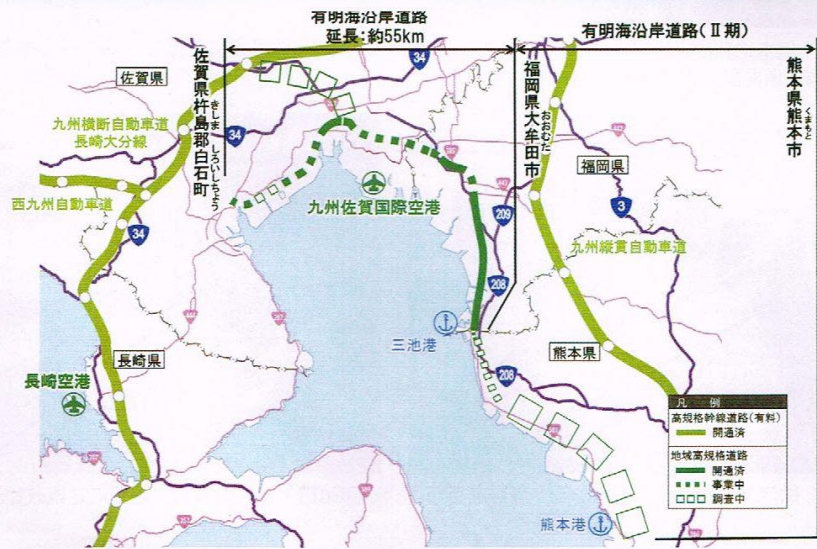 有明海沿岸道路
延長:約55km
有明海沿岸道路(Ⅱ期)
佐賀県杵島郡白石町
きしま しろいしちょう
福岡県大牟田市
おおむた
熊本県熊本市
くまもと
佐賀県
九州横断自動車道
長崎大分線
西九州自動車道
34
34
34
九州佐賀国際空港
209
208
208
福岡県
3
九州縦貫自動車道
三池港
熊本県
長崎県
長崎空港
熊本港
凡 例
高規格幹線道路(有料)
開通済
地域高規格道路
開通済
事業中
調査中